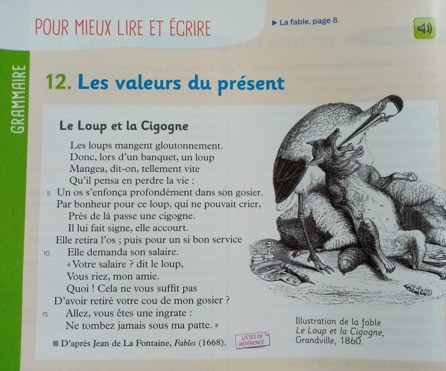 POUR MIEUX LIRE ET ÉCRIRE
▶ La fable, page 8
GRAMMAIRE
12. Les valeurs du présent
Le Loup et la Cigogne
Les loups mangent gloutonnement.
Donc, lors d'un banquet, un loup
Mangea, dit-on, tellement vite
Qu'il pensa en perdre la vie :
5 Un os s'enfonça profondément dans son gosier.
Par bonheur pour ce loup, qui ne pouvait crier,
Près de là passe une cigogne.
Il lui fait signe, elle accourt.
Elle retira l'os ; puis pour un si bon service
10 Elle demanda son salaire.
« Votre salaire ? dit le loup,
Vous riez, mon amie.
Quoi ! Cela ne vous suffit pas
D'avoir retiré votre cou de mon gosier ?
15 Allez, vous êtes une ingrate :
Ne tombez jamais sous ma patte. »
■ D'après Jean de La Fontaine, Fables (1668).
LISTES DE
RÉFÉRENCE
Illustration de la fable
Le Loup et la Cigogne,
Grandville, 1860.